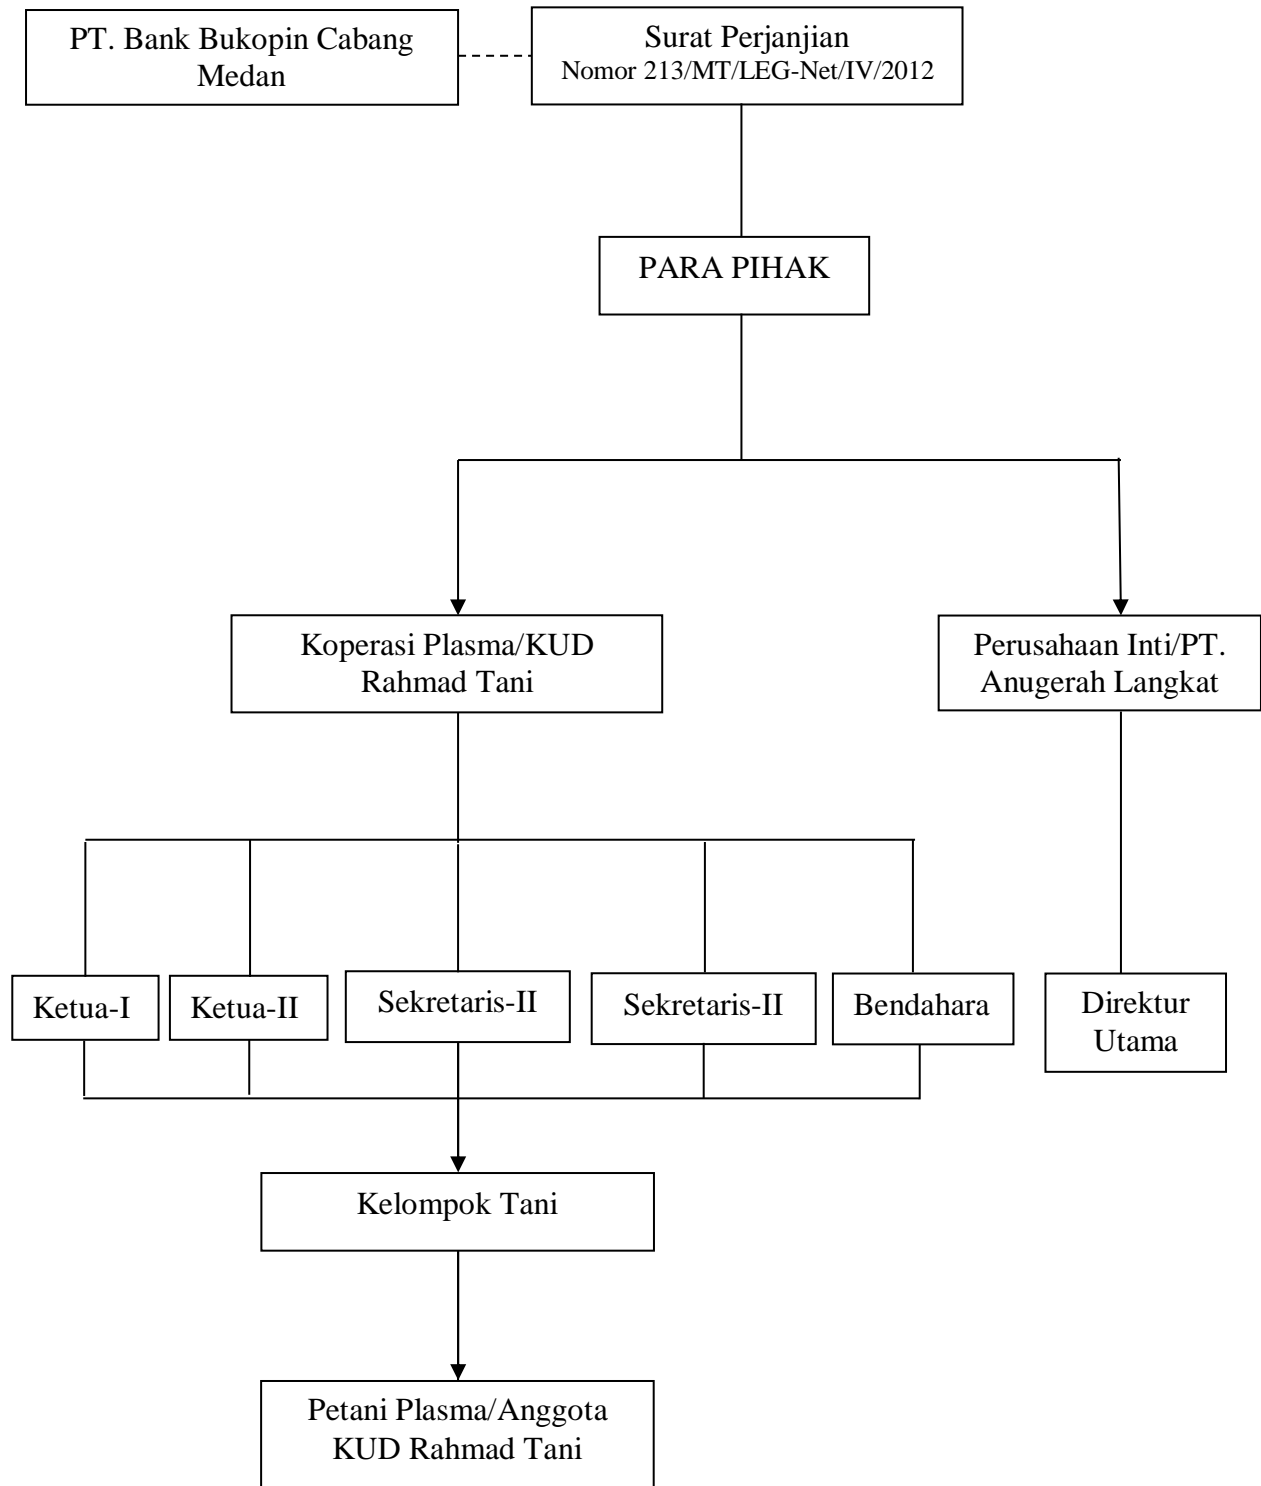 PT. Bank Bukopin Cabang
Medan
Surat Perjanjian
Nomor 213/MT/LEG-Net/IV/2012
PARA PIHAK
Koperasi Plasma/KUD
Rahmad Tani
Perusahaan Inti/PT.
Anugerah Langkat
Ketua-I
Ketua-II
Sekretaris-II
Sekretaris-II
Bendahara
Direktur
Utama
Kelompok Tani
Petani Plasma/Anggota
KUD Rahmad Tani